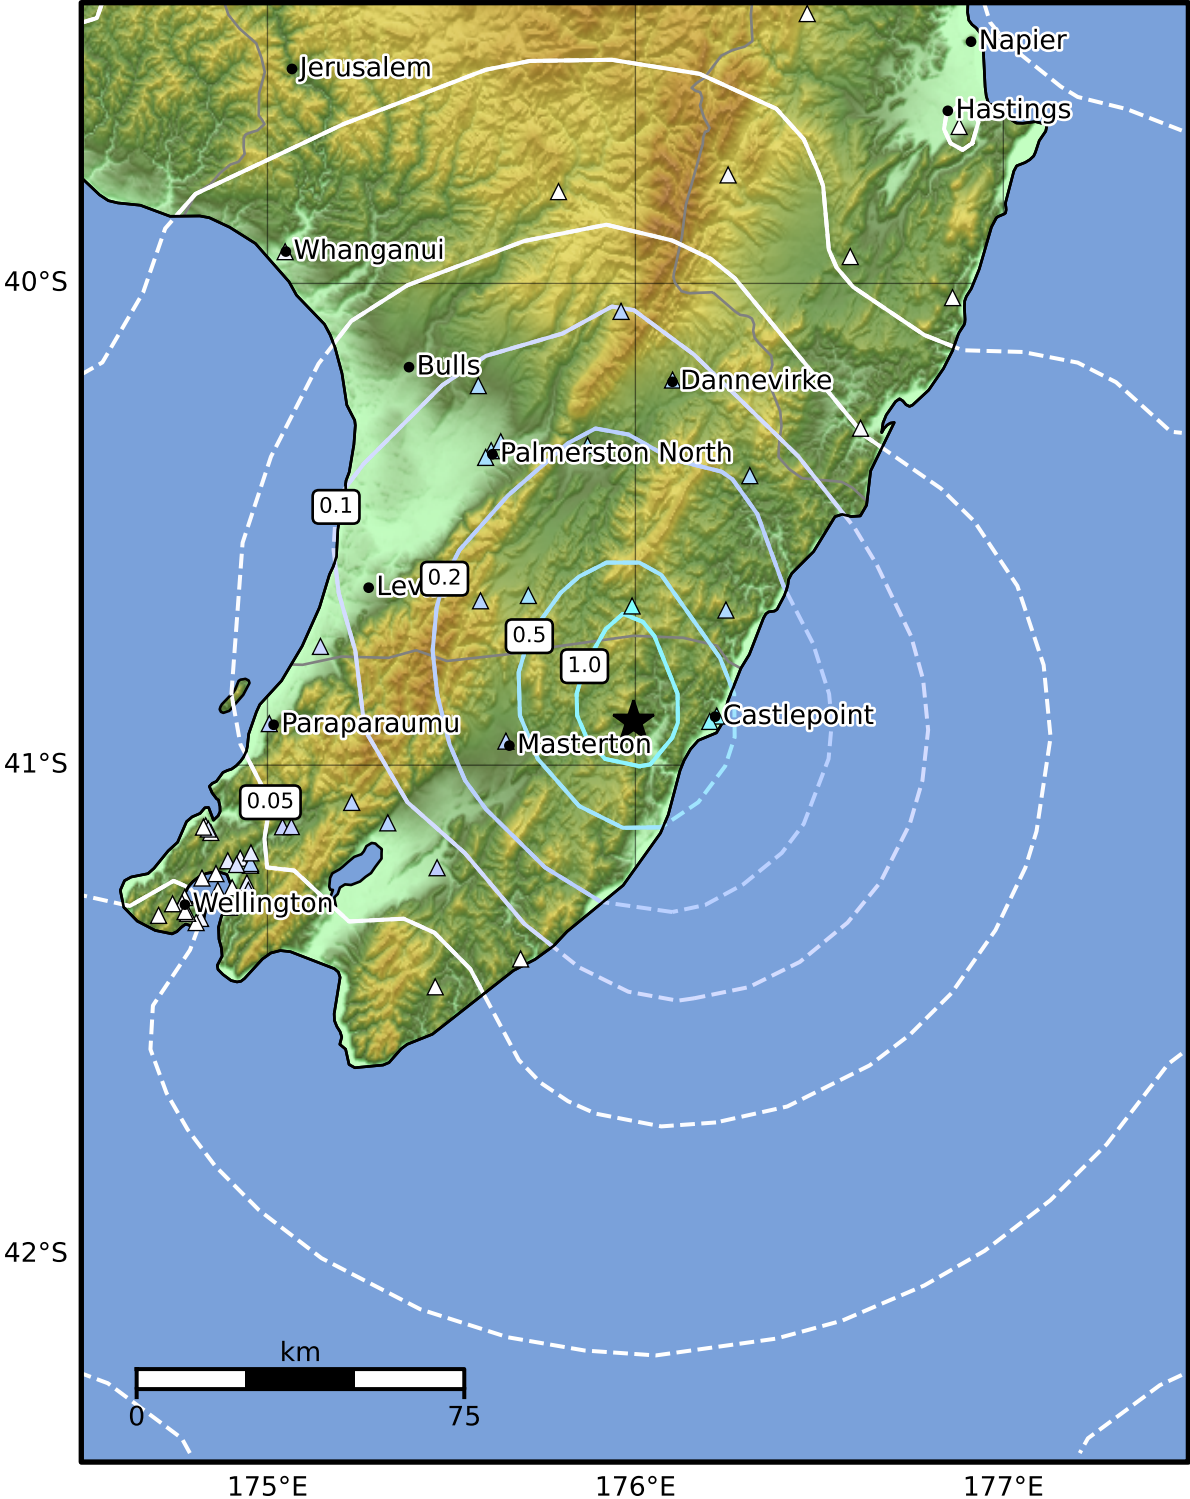 Napier
Jerusalem
Hastings
Whanganui
40°S
Bulls
Dannevirke
Palmerston North
0.1
Lev
0.2
0.5
1.0
Castlepoint
Paraparaumu
Masterton
41°S
0.05
Wellington
42°S
km
0 75
175°E 176°E 177°E